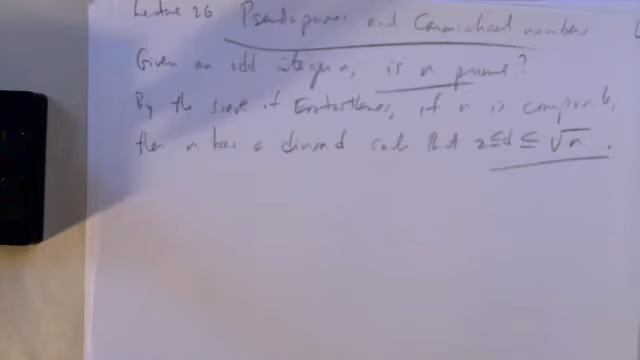 Lecture 26 Pseudoprimes and Carmichael numbers
Given an odd integer n, is n prime?
By the sieve of Eratosthenes, if n is composite,
then n has a divisor d such that 2≤d≤√n.